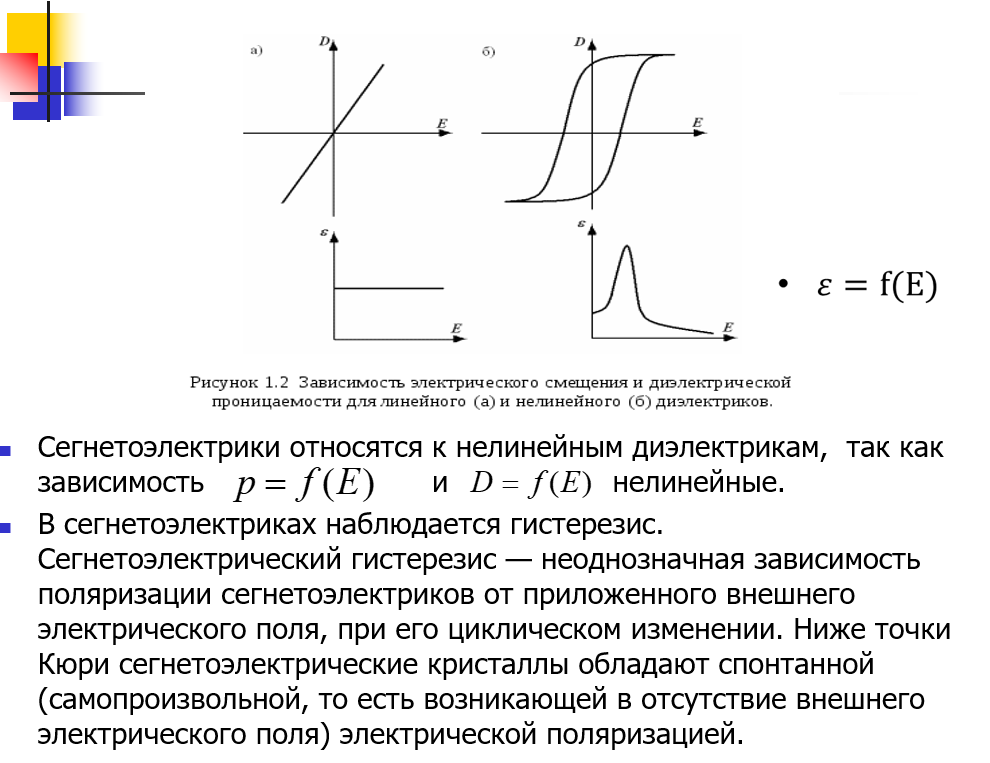 а)
D
E
б)
D
E
ε
E
ε
E
• ε = f(E)
Рисунок 1.2 Зависимость электрического смещения и диэлектрической
проницаемости для линейного (а) и нелинейного (б) диэлектриков.
Сегнетоэлектрики относятся к нелинейным диэлектрикам, так как
зависимость p = f (E) и D = f (E) нелинейные.
В сегнетоэлектриках наблюдается гистерезис.
Сегнетоэлектрический гистерезис — неоднозначная зависимость
поляризации сегнетоэлектриков от приложенного внешнего
электрического поля, при его циклическом изменении. Ниже точки
Кюри сегнетоэлектрические кристаллы обладают спонтанной
(самопроизвольной, то есть возникающей в отсутствие внешнего
электрического поля) электрической поляризацией.